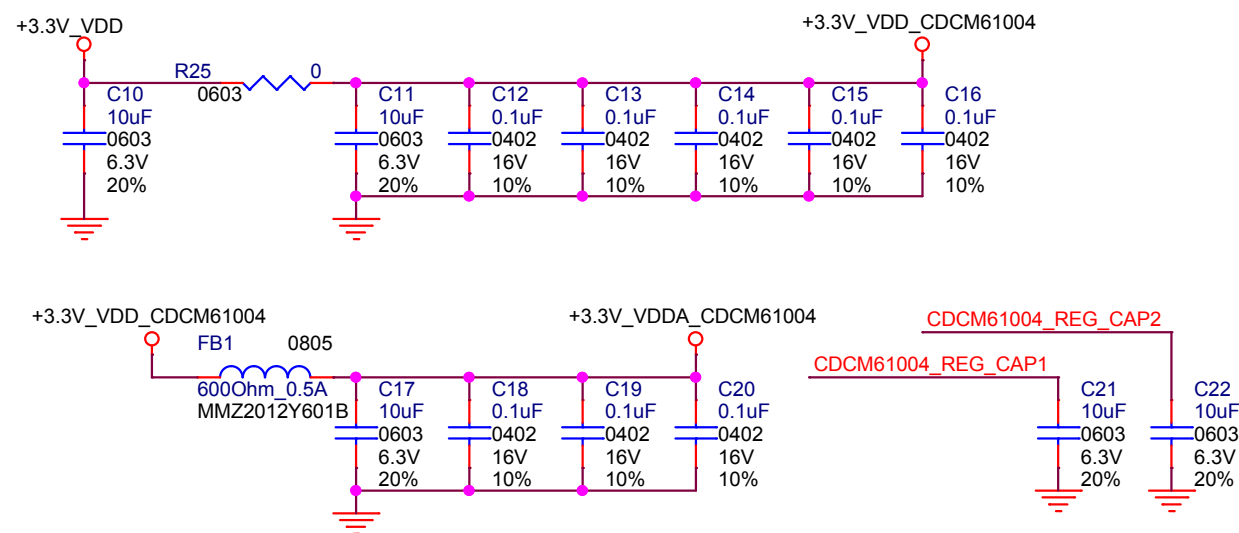 +3.3V_VDD
+3.3V_VDD_CDCM61004
R25
0
0603
C10
10uF
0603
6.3V
20%
C11
10uF
0603
6.3V
20%
C12
0.1uF
0402
16V
10%
C13
0.1uF
0402
16V
10%
C14
0.1uF
0402
16V
10%
C15
0.1uF
0402
16V
10%
C16
0.1uF
0402
16V
10%
+3.3V_VDD_CDCM61004
+3.3V_VDDA_CDCM61004
FB1
0805
600Ohm_0.5A
MMZ2012Y601B
C17
10uF
0603
6.3V
20%
C18
0.1uF
0402
16V
10%
C19
0.1uF
0402
16V
10%
C20
0.1uF
0402
16V
10%
CDCM61004_REG_CAP2
CDCM61004_REG_CAP1
C21
10uF
0603
6.3V
20%
C22
10uF
0603
6.3V
20%